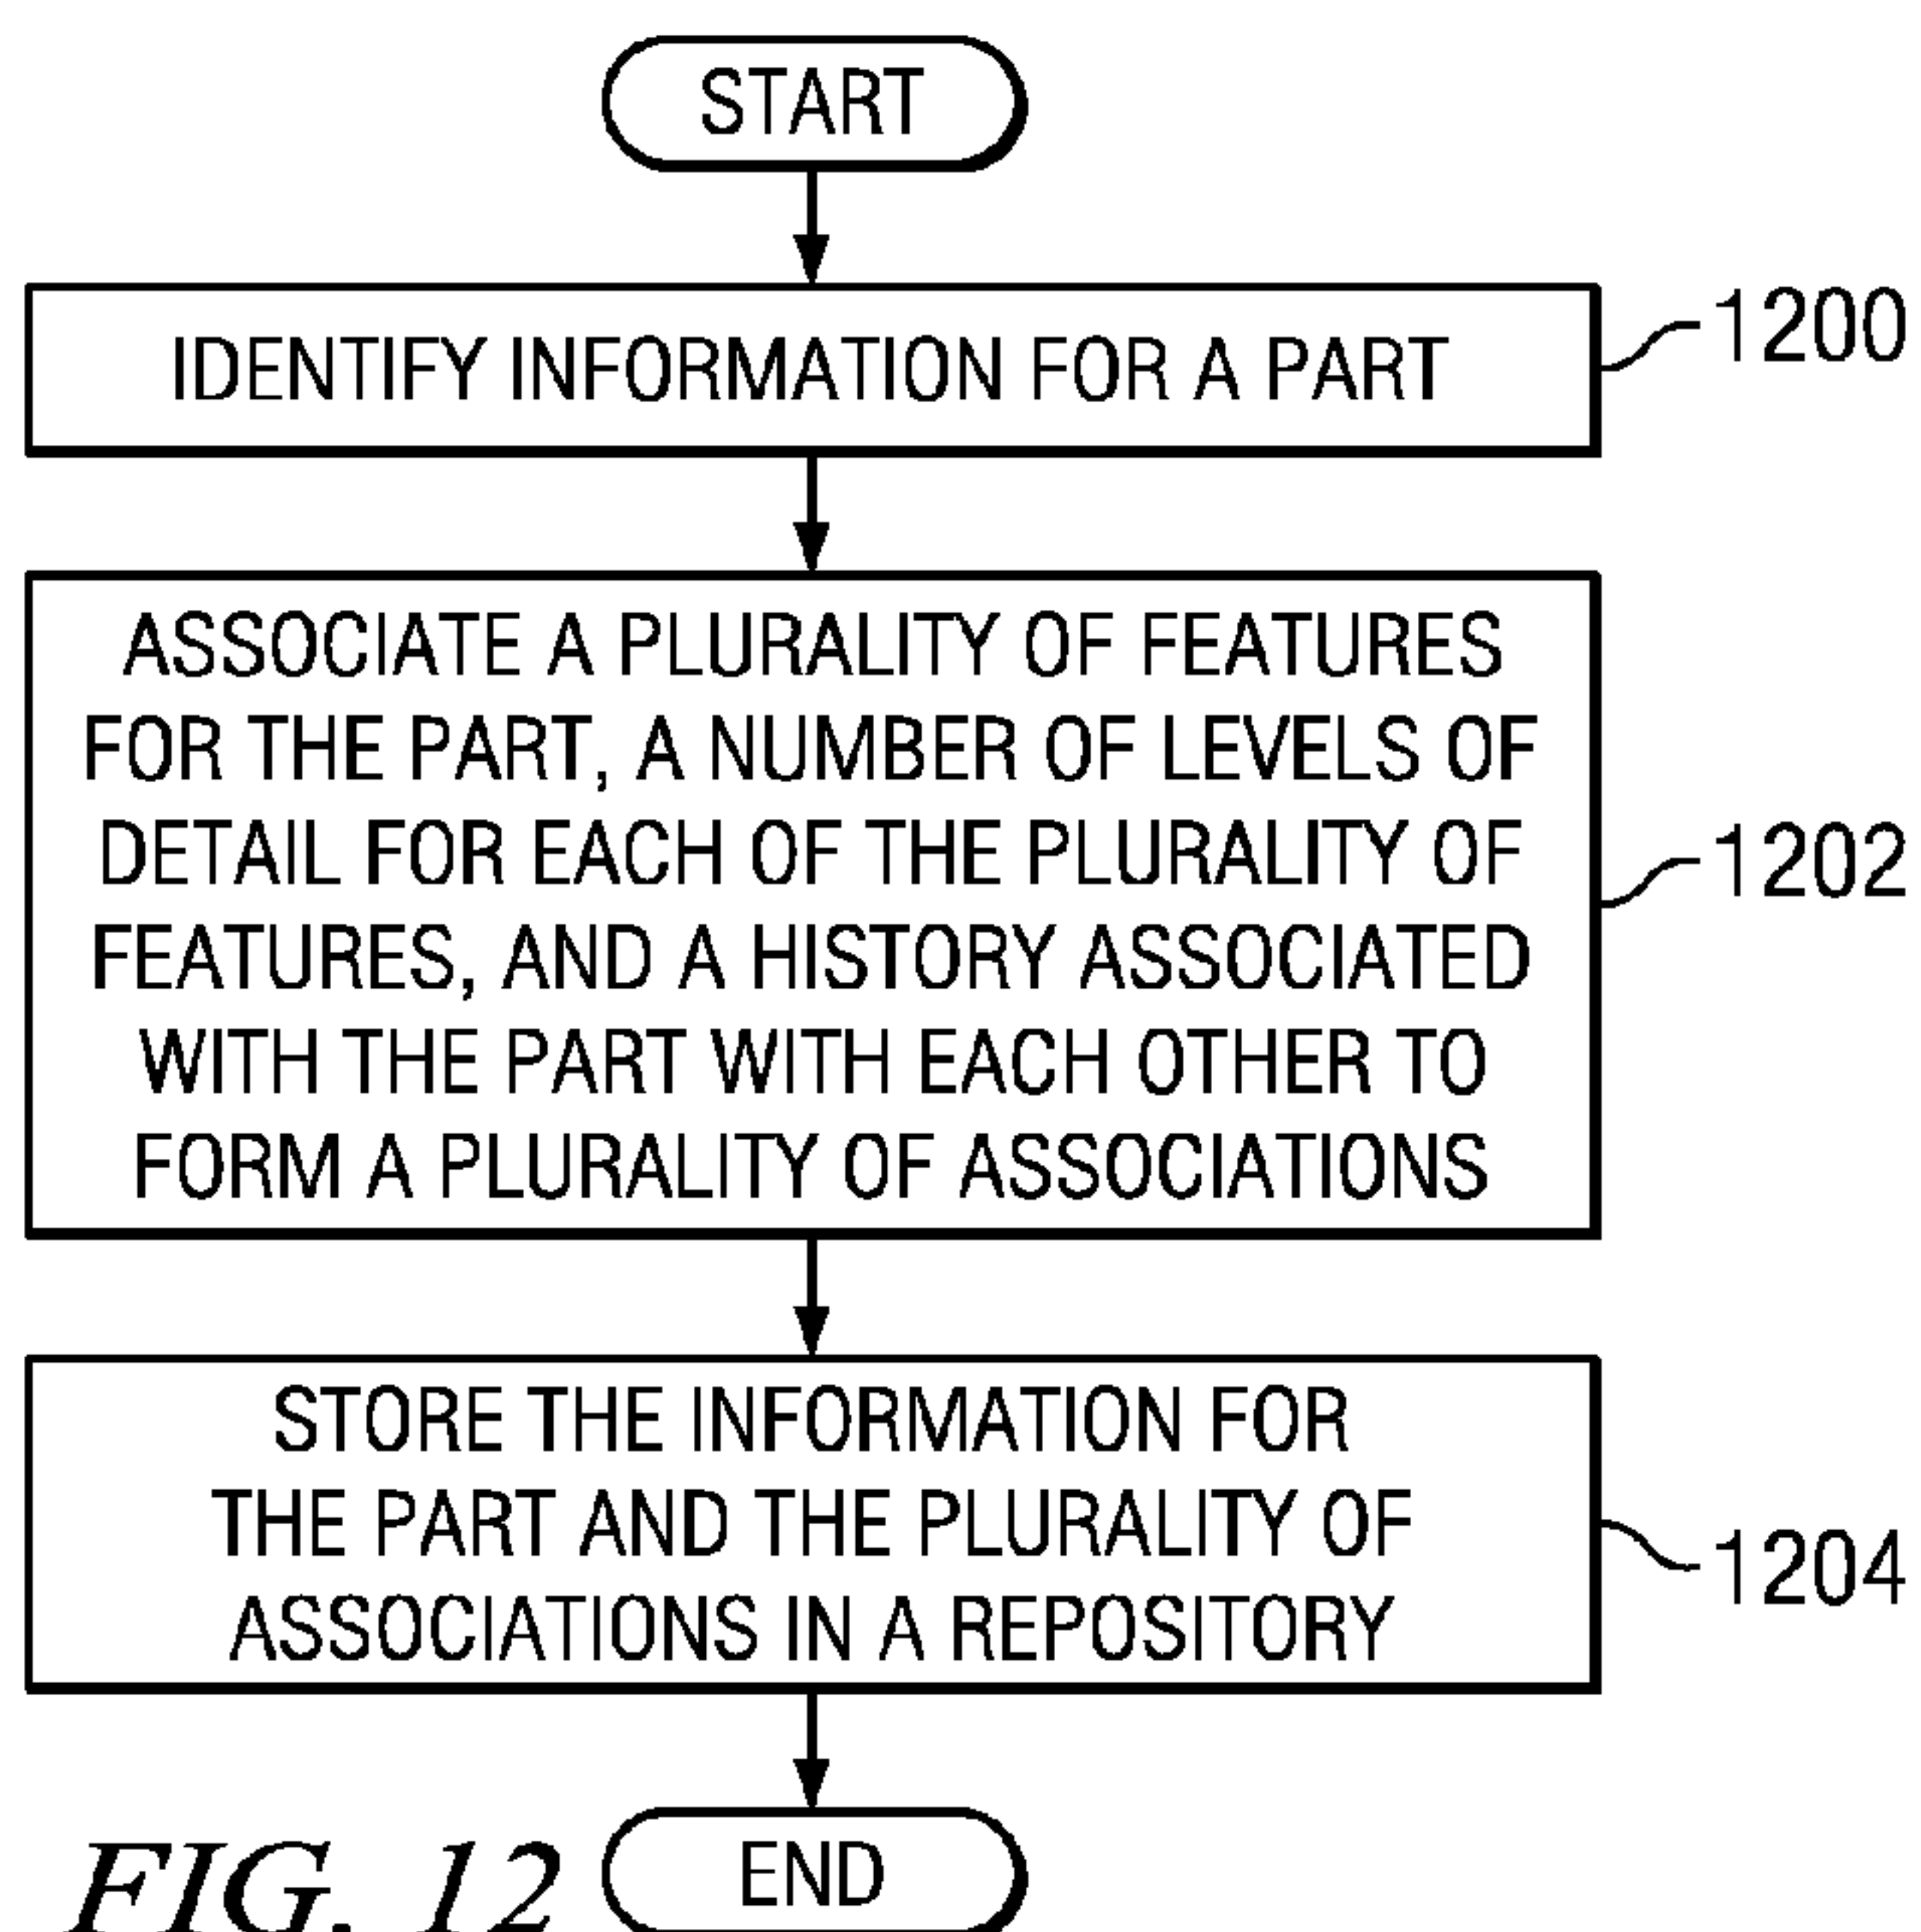 START
IDENTIFY INFORMATION FOR A PART
1200
ASSOCIATE A PLURALITY OF FEATURES
FOR THE PART, A NUMBER OF LEVELS OF
DETAIL FOR EACH OF THE PLURALITY OF
FEATURES, AND A HISTORY ASSOCIATED
WITH THE PART WITH EACH OTHER TO
FORM A PLURALITY OF ASSOCIATIONS
1202
STORE THE INFORMATION FOR
THE PART AND THE PLURALITY OF
ASSOCIATIONS IN A REPOSITORY
1204
END
FIG. 12